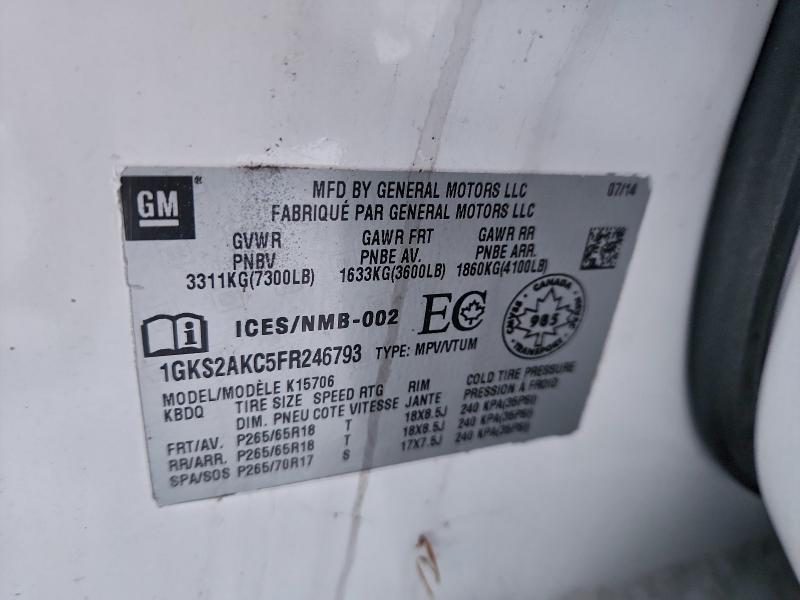 GM
MFD BY GENERAL MOTORS LLC 07/14
FABRIQUÉ PAR GENERAL MOTORS LLC
GVWR GAWR FRT GAWR RR
PNBV PNBE AV. PNBE ARR.
3311KG(7300LB) 1633KG(3600LB) 1860KG(4100LB)
ICES/NMB-002 EC
CANADA
985
TRANSPORT
1GKS2AKC5FR246793 TYPE: MPV/VTUM
MODEL/MODÈLE K15706
KBDQ TIRE SIZE SPEED RTG RIM COLD TIRE PRESSURE
DIM. PNEU COTE VITESSE JANTE PRESSION A FROID
FRT/AV. P265/65R18 T 18X8.5J 240 KPA(35PSI)
RR/ARR. P265/65R18 T 18X8.5J 240 KPA(35PSI)
SPA/SOS P265/70R17 S 17X7.5J 240 KPA(35PSI)